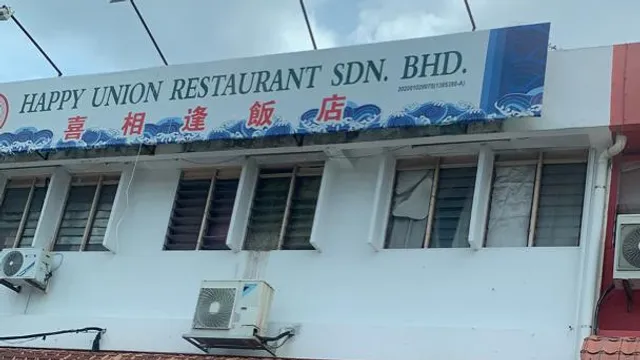 HAPPY UNION RESTAURANT SDN. BHD.
喜相逢飯店